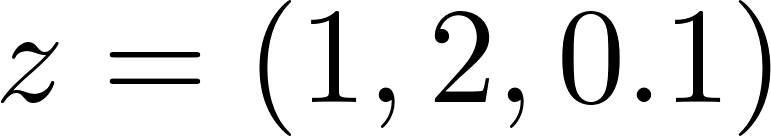 z = (1, 2, 0.1)